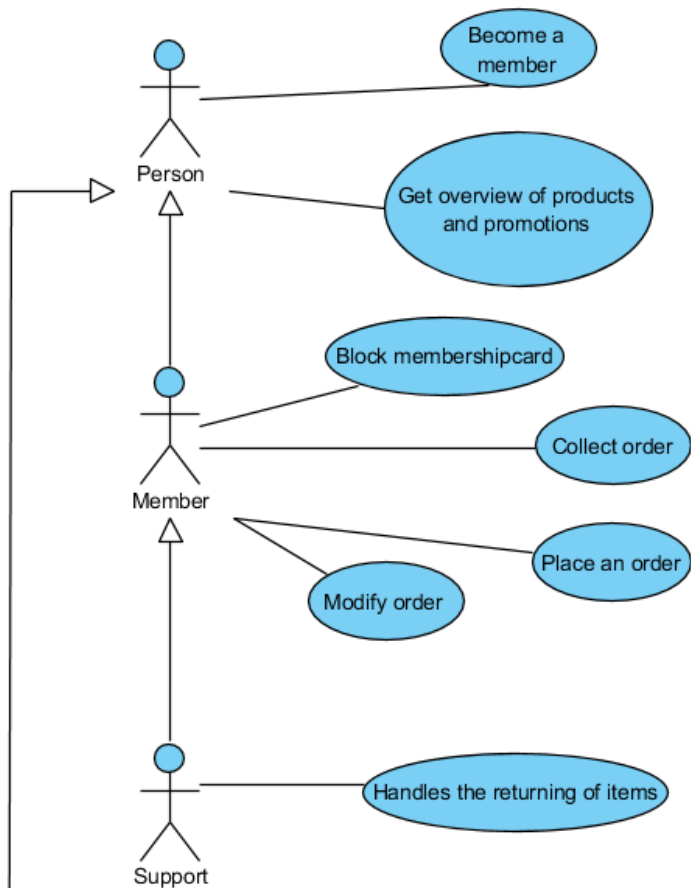 Become a
member
Person
Get overview of products
and promotions
Block membershipcard
Collect order
Member
Place an order
Modify order
Handles the returning of items
Support